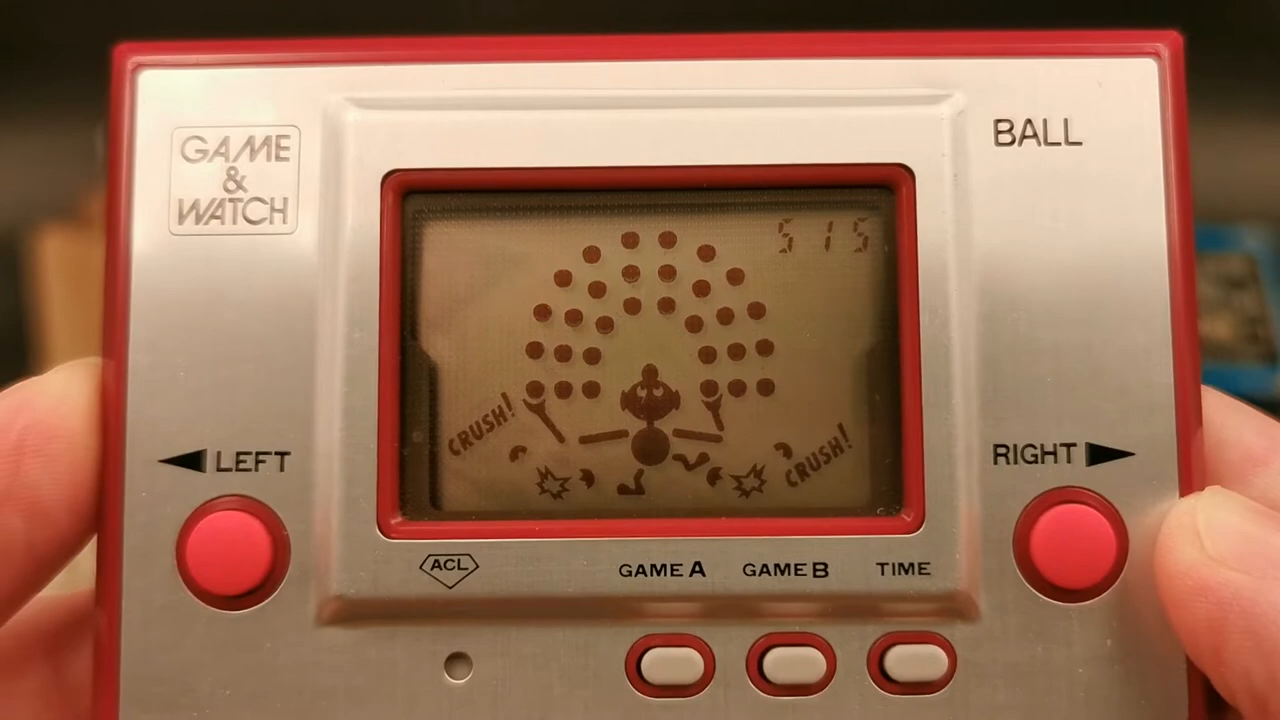 GAME
&
WATCH
BALL
515
CRUSH!
CRUSH!
LEFT
RIGHT
ACL
GAME A
GAME B
TIME